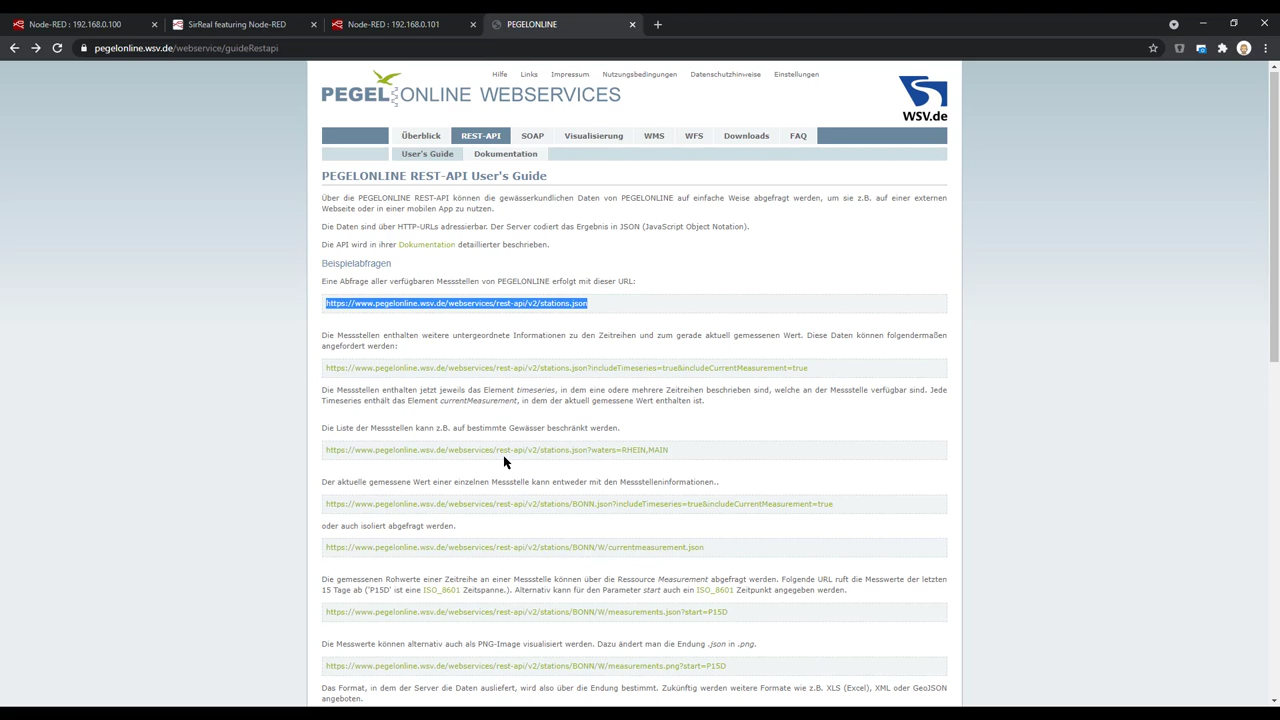 Node-RED : 192.168.0.100
SirReal featuring Node-RED
Node-RED : 192.168.0.101
PEGELONLINE
pegelonline.wsv.de/webservice/guideRestapi
Hilfe Links Impressum Nutzungsbedingungen Datenschutzhinweise Einstellungen
PEGELONLINE WEBSERVICES
WSV.de
Überblick REST-API SOAP Visualisierung WMS WFS Downloads FAQ
User's Guide Dokumentation
PEGELONLINE REST-API User's Guide
Über die PEGELONLINE REST-API können die gewässerkundlichen Daten von PEGELONLINE auf einfache Weise abgefragt werden, um sie z.B. auf einer externen
Webseite oder in einer mobilen App zu nutzen.
Die Daten sind über HTTP-URLs adressierbar. Der Server codiert das Ergebnis in JSON (JavaScript Object Notation).
Die API wird in ihrer Dokumentation detaillierter beschrieben.
Beispielabfragen
Eine Abfrage aller verfügbaren Messstellen von PEGELONLINE erfolgt mit dieser URL:
https://www.pegelonline.wsv.de/webservices/rest-api/v2/stations.json
Die Messstellen enthalten weitere untergeordnete Informationen zu den Zeitreihen und zum gerade aktuell gemessenen Wert. Diese Daten können folgendermaßen
angefordert werden:
https://www.pegelonline.wsv.de/webservices/rest-api/v2/stations.json?includeTimeseries=true&includeCurrentMeasurement=true
Die Messstellen enthalten jetzt jeweils das Element timeseries, in dem eine odere mehrere Zeitreihen beschrieben sind, welche an der Messstelle verfügbar sind. Jede
Timeseries enthält das Element currentMeasurement, in dem der aktuell gemessene Wert enthalten ist.
Die Liste der Messstellen kann z.B. auf bestimmte Gewässer beschränkt werden.
https://www.pegelonline.wsv.de/webservices/rest-api/v2/stations.json?waters=RHEIN,MAIN
Der aktuelle gemessene Wert einer einzelnen Messstelle kann entweder mit den Messstelleninformationen..
https://www.pegelonline.wsv.de/webservices/rest-api/v2/stations/BONN.json?includeTimeseries=true&includeCurrentMeasurement=true
oder auch isoliert abgefragt werden.
https://www.pegelonline.wsv.de/webservices/rest-api/v2/stations/BONN/W/currentmeasurement.json
Die gemessenen Rohwerte einer Zeitreihe an einer Messstelle können über die Ressource Measurement abgefragt werden. Folgende URL ruft die Messwerte der letzten
15 Tage ab ('P15D' ist eine ISO_8601 Zeitspanne.). Alternativ kann für den Parameter start auch ein ISO_8601 Zeitpunkt angegeben werden.
https://www.pegelonline.wsv.de/webservices/rest-api/v2/stations/BONN/W/measurements.json?start=P15D
Die Messwerte können alternativ auch als PNG-Image visualisiert werden. Dazu ändert man die Endung .json in .png.
https://www.pegelonline.wsv.de/webservices/rest-api/v2/stations/BONN/W/measurements.png?start=P15D
Das Format, in dem der Server die Daten ausliefert, wird also über die Endung bestimmt. Zukünftig werden weitere Formate wie z.B. XLS (Excel), XML oder GeoJSON
angeboten.